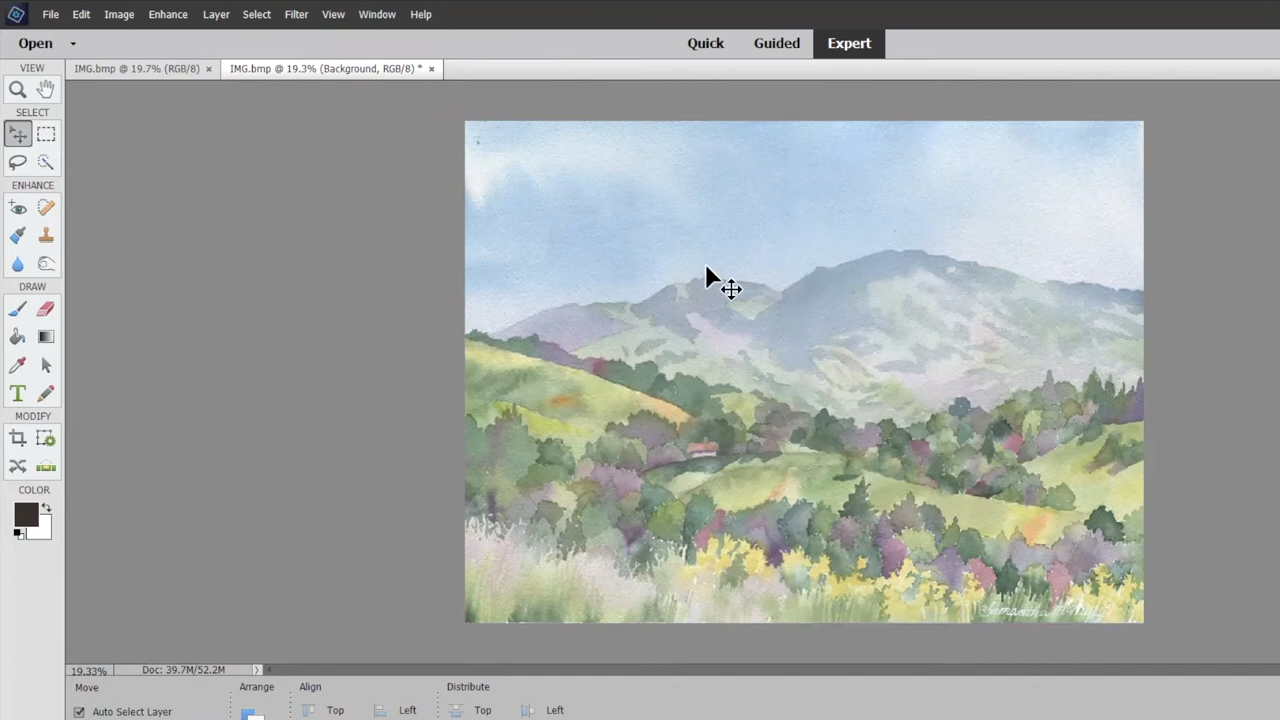 File Edit Image Enhance Layer Select Filter View Window Help
Open Quick Guided Expert
VIEW
IMG.bmp @ 19.7% (RGB/8) × IMG.bmp @ 19.3% (Background, RGB/8) * ×
SELECT
ENHANCE
DRAW
T
MODIFY
COLOR
19.33% Doc: 39.7M/52.2M
Move Arrange Align Distribute
Auto Select Layer Top Left Top Left
Samantha